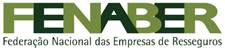 FENABER
Federação Nacional das Empresas de Resseguros